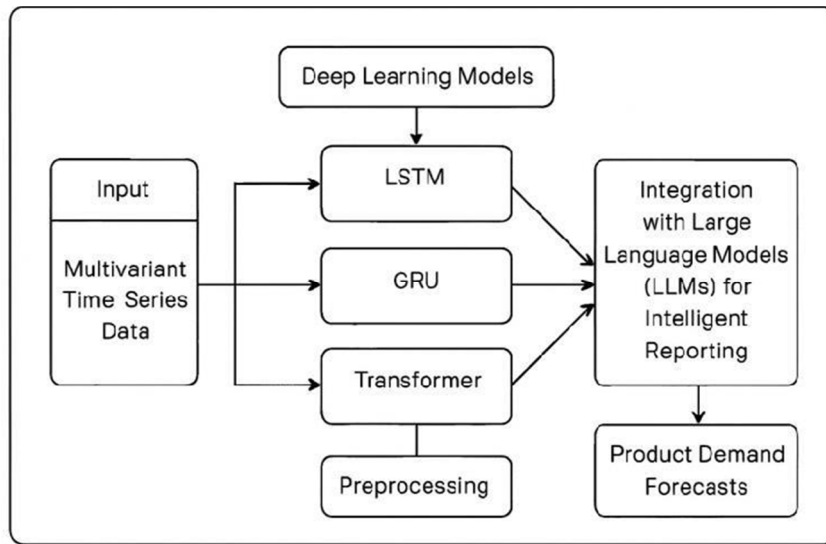 Deep Learning Models
Input
Multivariant
Time Series
Data
LSTM
GRU
Transformer
Preprocessing
Integration
with Large
Language Models
(LLMs) for
Intelligent
Reporting
Product Demand
Forecasts